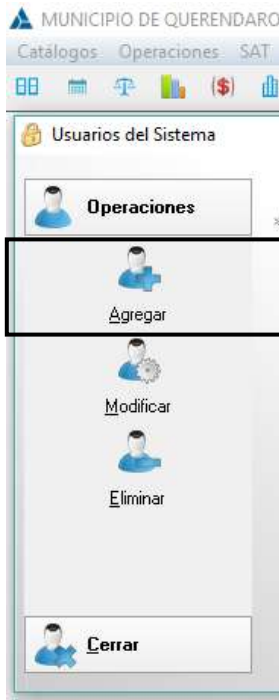 MUNICIPIO DE QUERENDARO
Catálogos Operaciones SAT
($)
Usuarios del Sistema
Operaciones
Agregar
Modificar
Eliminar
Cerrar